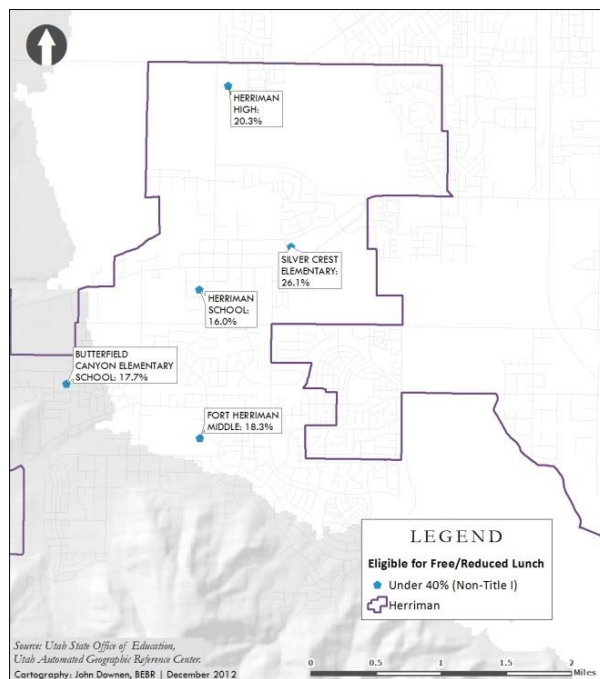 HERRIMAN
HIGH:
20.3%
SILVER CREST
ELEMENTARY:
26.1%
HERRIMAN
SCHOOL:
16.0%
BUTTERFIELD
CANYON ELEMENTARY
SCHOOL: 17.7%
FORT HERRIMAN
MIDDLE: 18.3%
LEGEND
Eligible for Free/Reduced Lunch
Under 40% (Non-Title I)
Herriman
Source: Utah State Office of Education,
Utah Automated Geographic Reference Center.
Cartography: John Downen, BEBR | December 2012
0 0.5 1 1.5 2
Miles